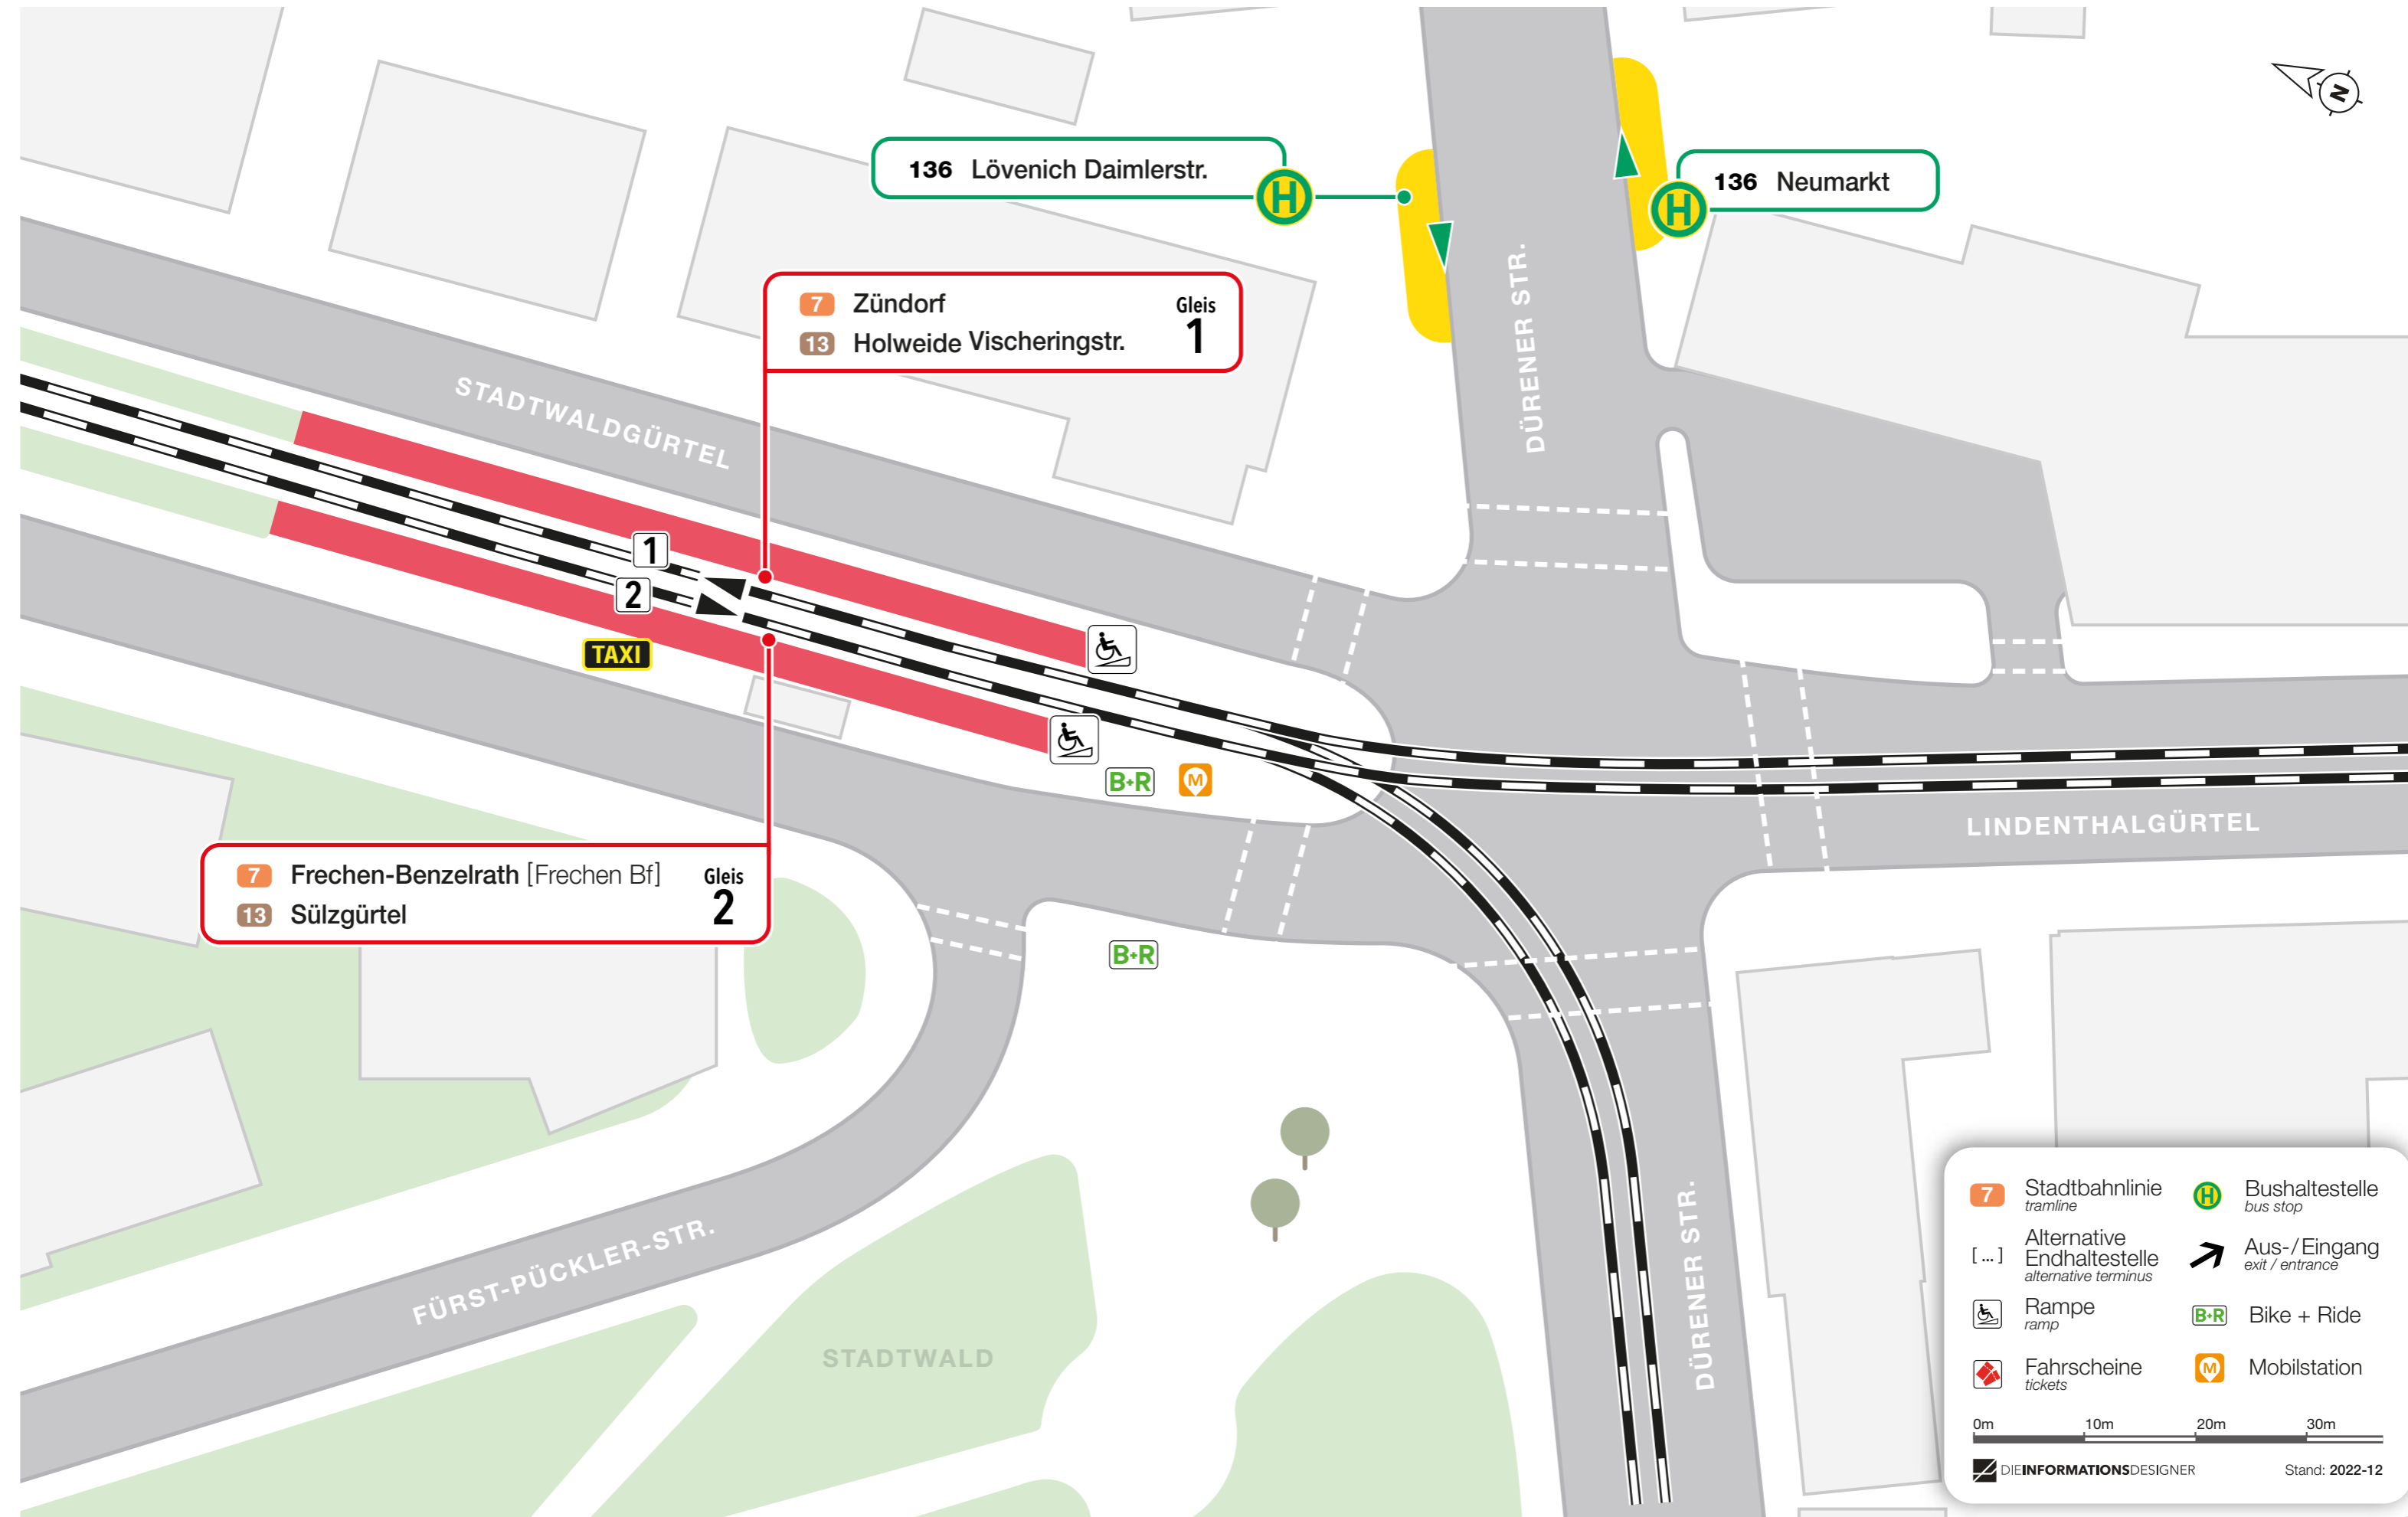 N
136 Lövenich Daimlerstr.
H
136 Neumarkt
H
DÜRENER STR.
7 Zündorf
13 Holweide Vischeringstr.
Gleis
1
STADTWALDGÜRTEL
1
2
TAXI
B+R
M
LINDENTHALGÜRTEL
7 Frechen-Benzelrath [Frechen Bf]
13 Sülzgürtel
Gleis
2
B+R
FÜRST-PÜCKLER-STR.
STADTWALD
DÜRENER STR.
7 Stadtbahnlinie
tramline
[ ... ] Alternative
Endhaltestelle
alternative terminus
Rampe
ramp
Fahrscheine
tickets
H Bushaltestelle
bus stop
Aus-/Eingang
exit / entrance
B+R Bike + Ride
M Mobilstation
0m 10m 20m 30m
DIEINFORMATIONSDESIGNER
Stand: 2022-12